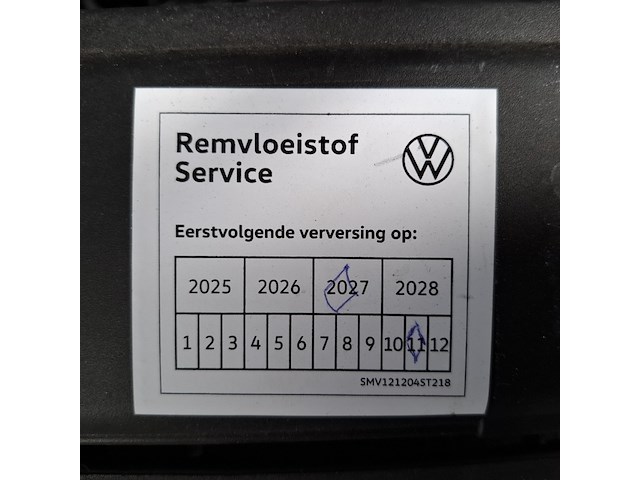 Remvloeistof
Service
Eerstvolgende verversing op:
2025 2026 2027 2028
1 2 3 4 5 6 7 8 9 10 11 12
SMV121204ST218